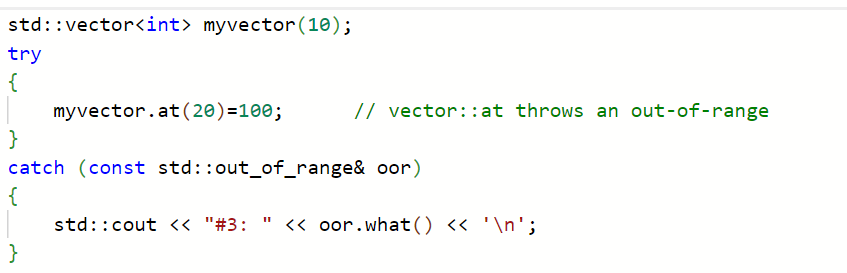 std::vector<int> myvector(10);
try
{
    myvector.at(20)=100;      // vector::at throws an out-of-range
}
catch (const std::out_of_range& oor)
{
    std::cout << "#3: " << oor.what() << '\n';
}